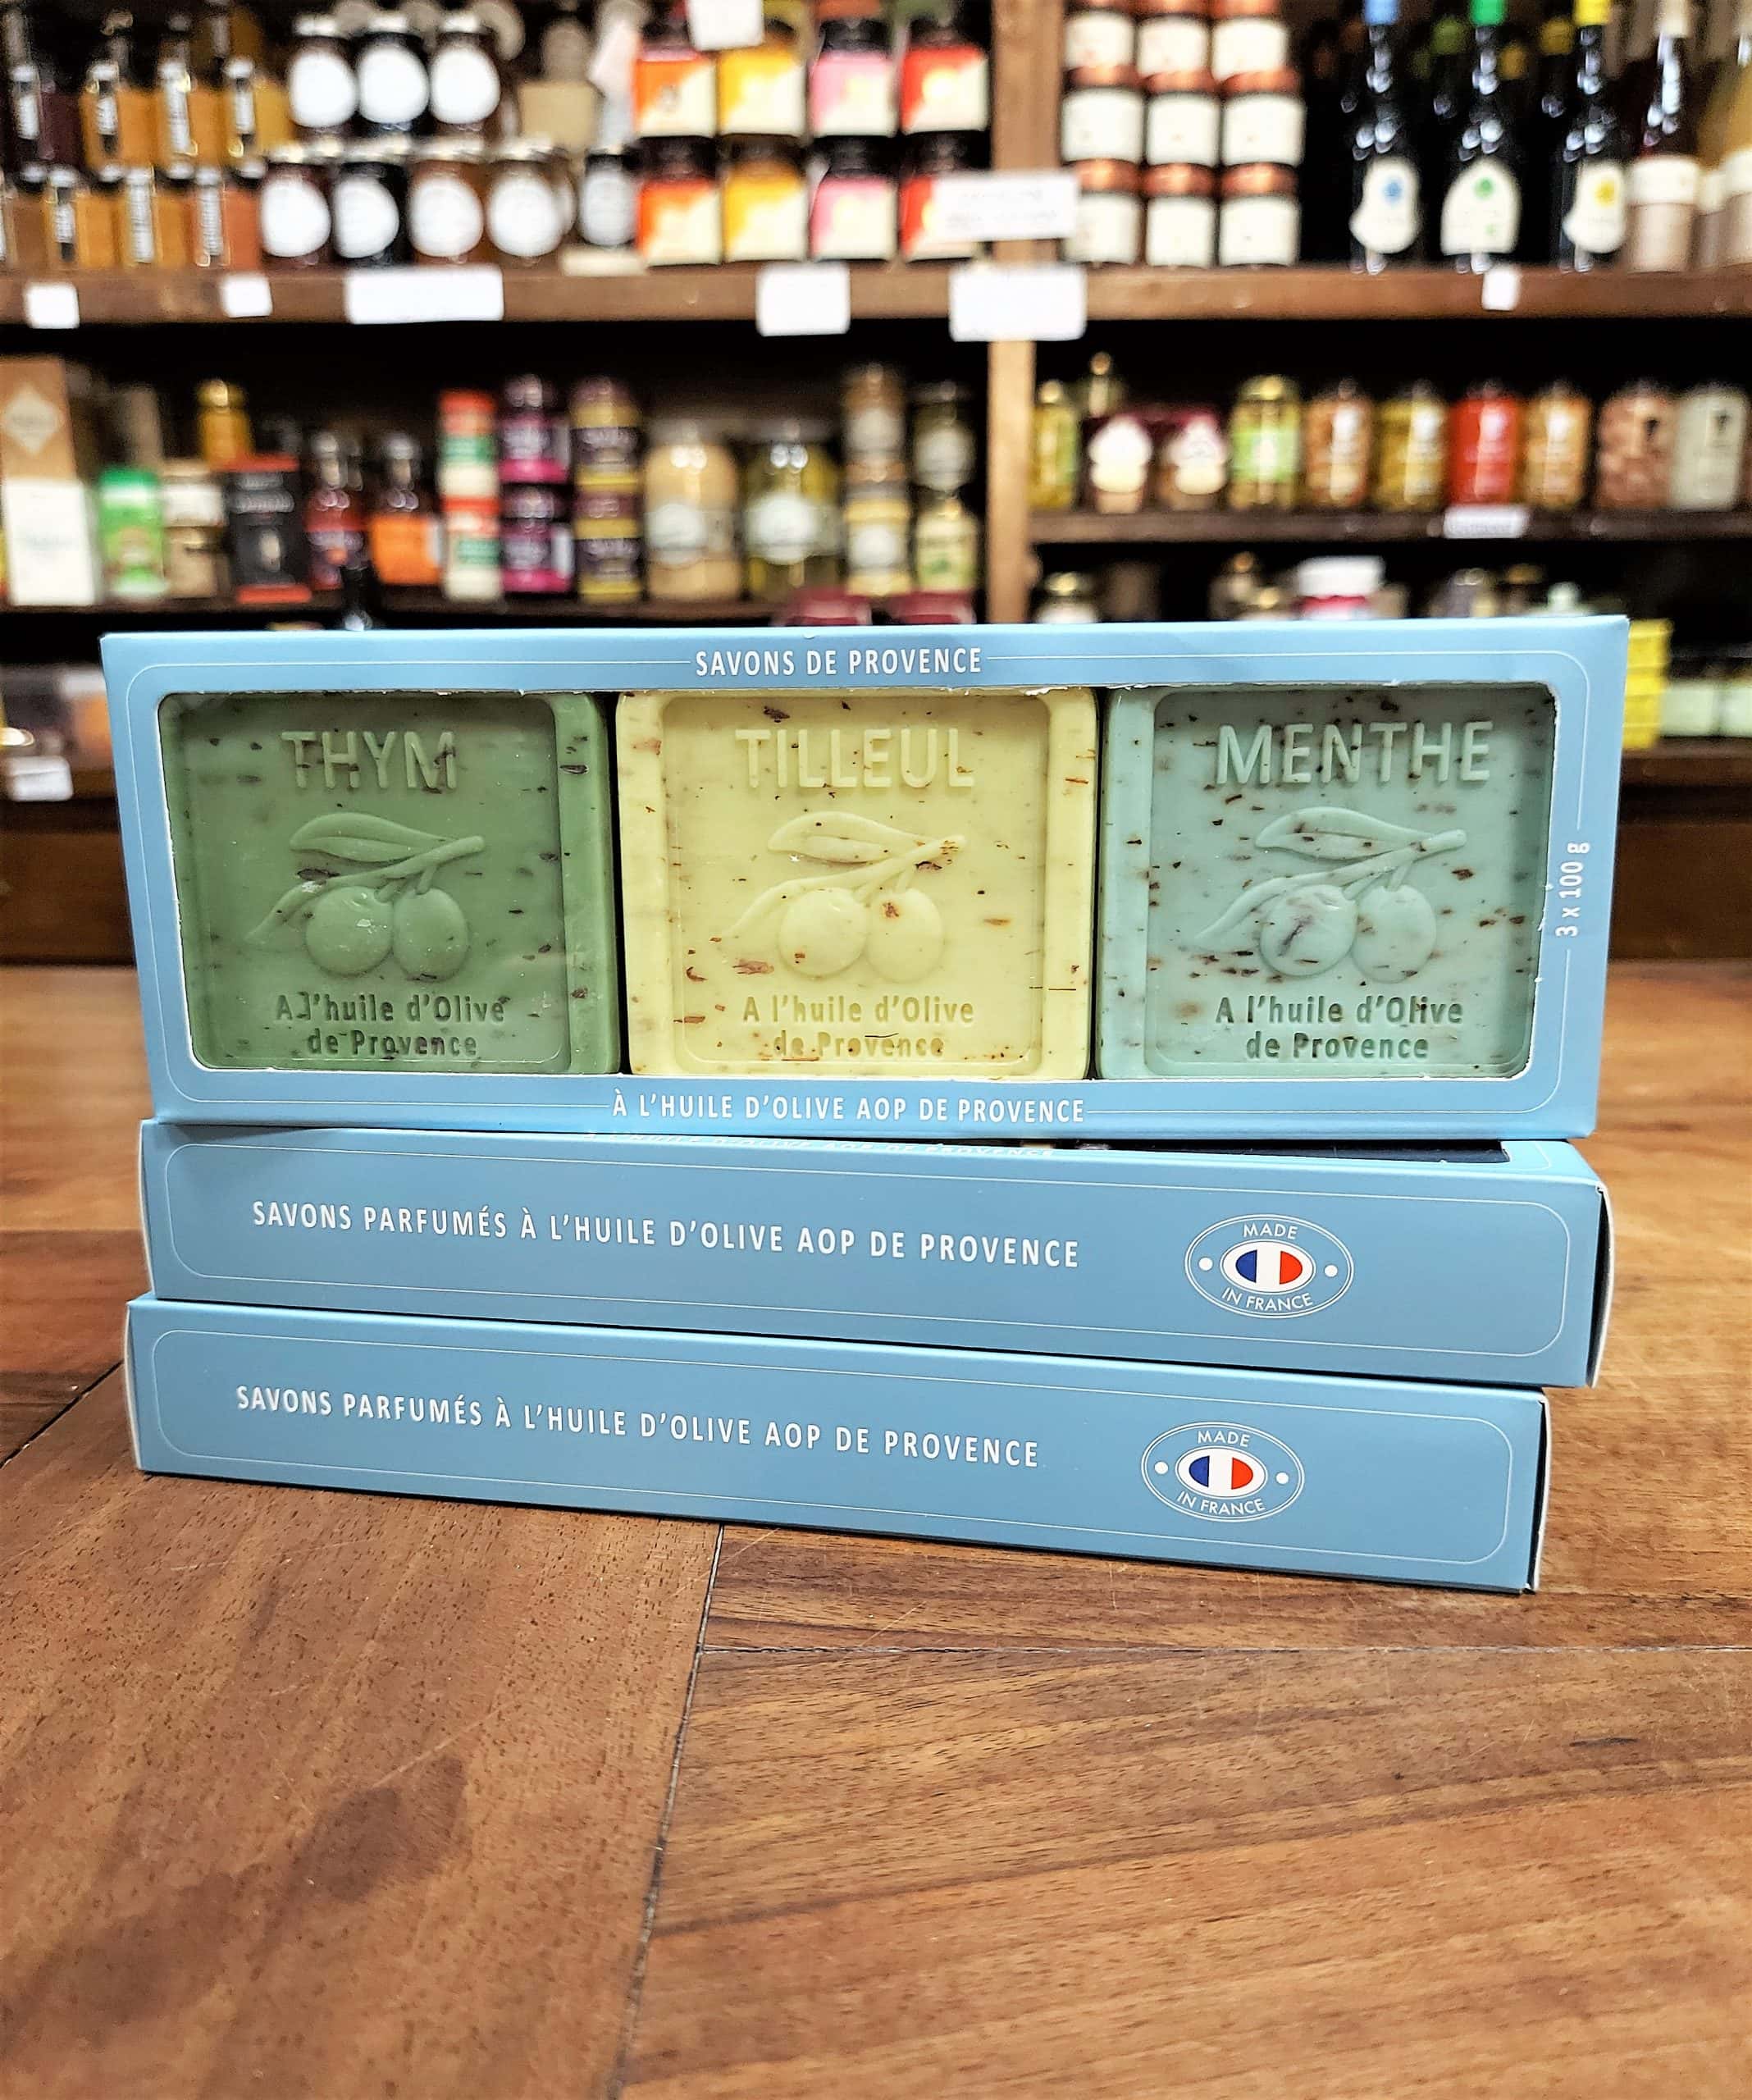 SAVONS DE PROVENCE
THYM
TILLEUL
MENTHE
A l'huile d'Olive
de Provence
A l'huile d'Olive
de Provence
A l'huile d'Olive
de Provence
3 x 100 g
À L'HUILE D'OLIVE AOP DE PROVENCE
SAVONS PARFUMÉS À L'HUILE D'OLIVE AOP DE PROVENCE
MADE
IN FRANCE
SAVONS PARFUMÉS À L'HUILE D'OLIVE AOP DE PROVENCE
MADE
IN FRANCE